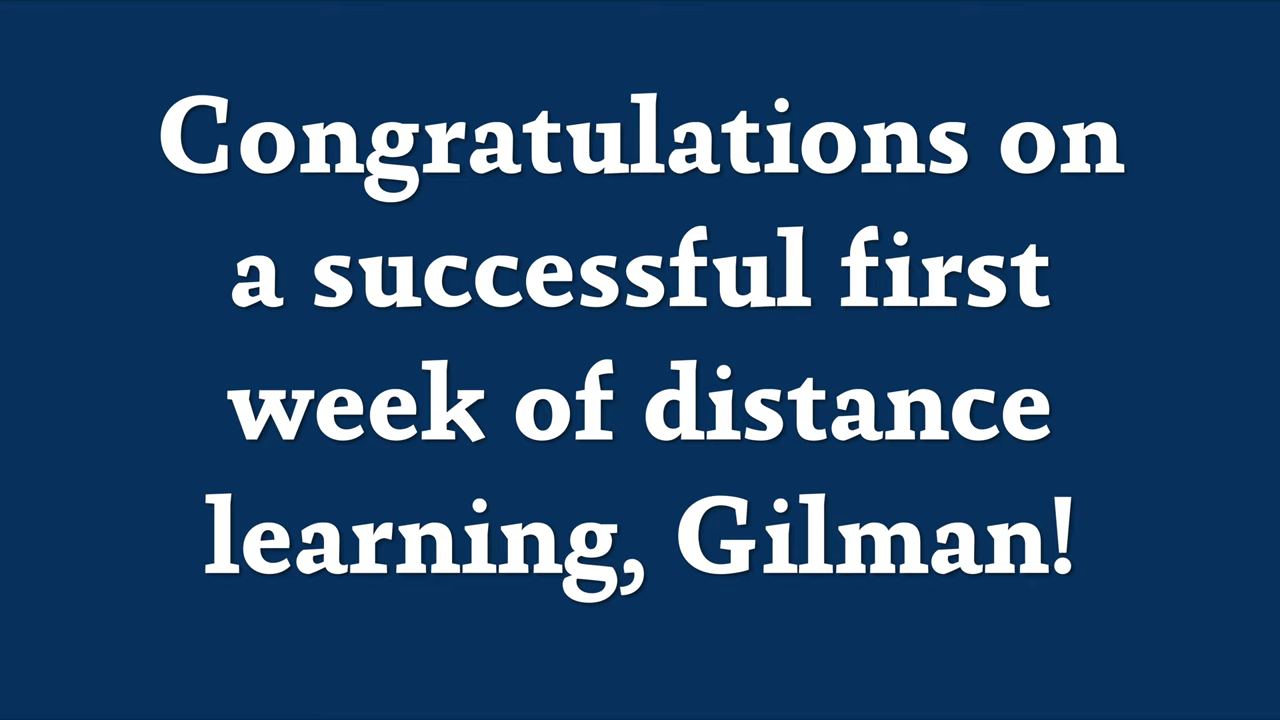 Congratulations on
a successful first
week of distance
learning, Gilman!